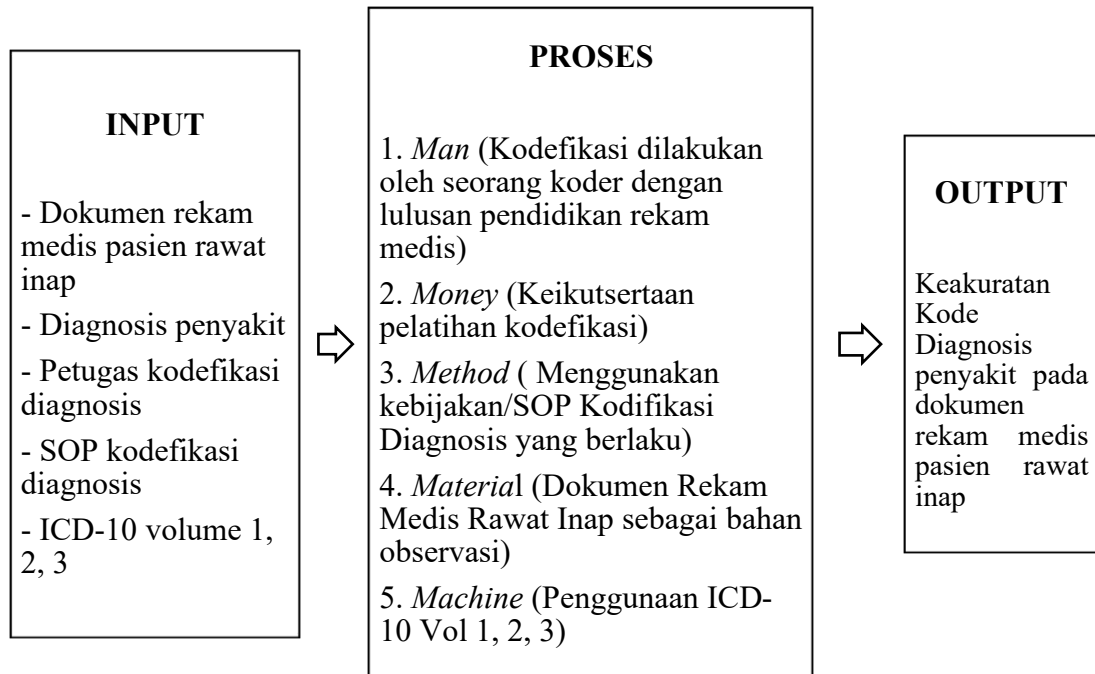 INPUT
- Dokumen rekam
medis pasien rawat
inap
- Diagnosis penyakit
- Petugas kodefikasi
diagnosis
- SOP kodefikasi
diagnosis
- ICD-10 volume 1,
2, 3
PROSES
1. Man (Kodefikasi dilakukan
oleh seorang koder dengan
lulusan pendidikan rekam
medis)
2. Money (Keikutsertaan
pelatihan kodefikasi)
3. Method ( Menggunakan
kebijakan/SOP Kodifikasi
Diagnosis yang berlaku)
4. Material (Dokumen Rekam
Medis Rawat Inap sebagai bahan
observasi)
5. Machine (Penggunaan ICD-
10 Vol 1, 2, 3)
OUTPUT
Keakuratan
Kode
Diagnosis
penyakit pada
dokumen
rekam medis
pasien rawat
inap